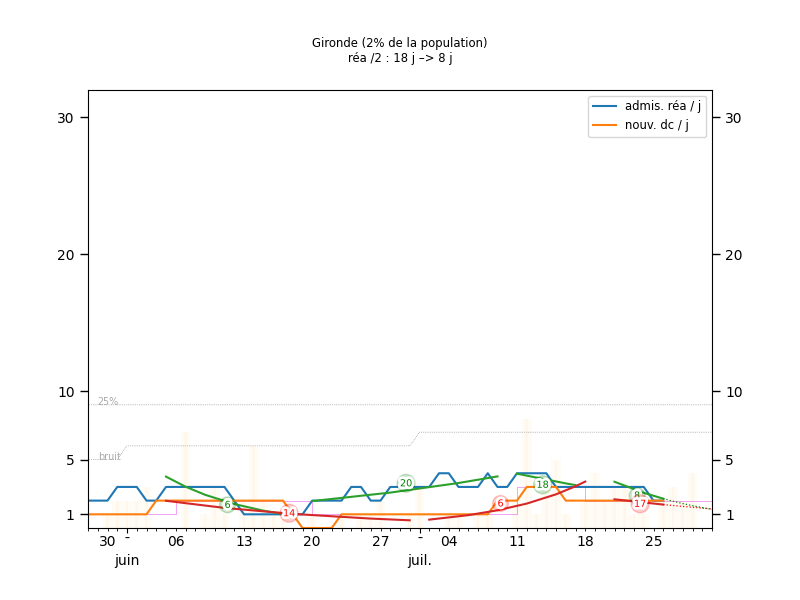 Gironde (2% de la population)
réa /2 : 18 j –> 8 j
admis. réa / j
nouv. dc / j
30 30
20 20
10 10
25%
bruit
5 5
1 1
6 14 20 6 18 8 17
30 - 06 13 20 27 - 04 11 18 25
juin juil.